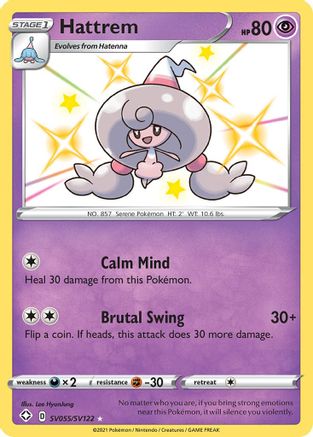 STAGE 1 Hattrem HP 80
Evolves from Hatenna
NO. 857 Serene Pokémon HT: 2' WT: 10.6 lbs.
Calm Mind
Heal 30 damage from this Pokémon.
Brutal Swing 30+
Flip a coin. If heads, this attack does 30 more damage.
weakness ×2 resistance -30 retreat
Illus. Lee HyunJung
D SV055/SV122
No matter who you are, if you bring strong emotions near this Pokémon, it will silence you violently.
©2021 Pokémon / Nintendo / Creatures / GAME FREAK